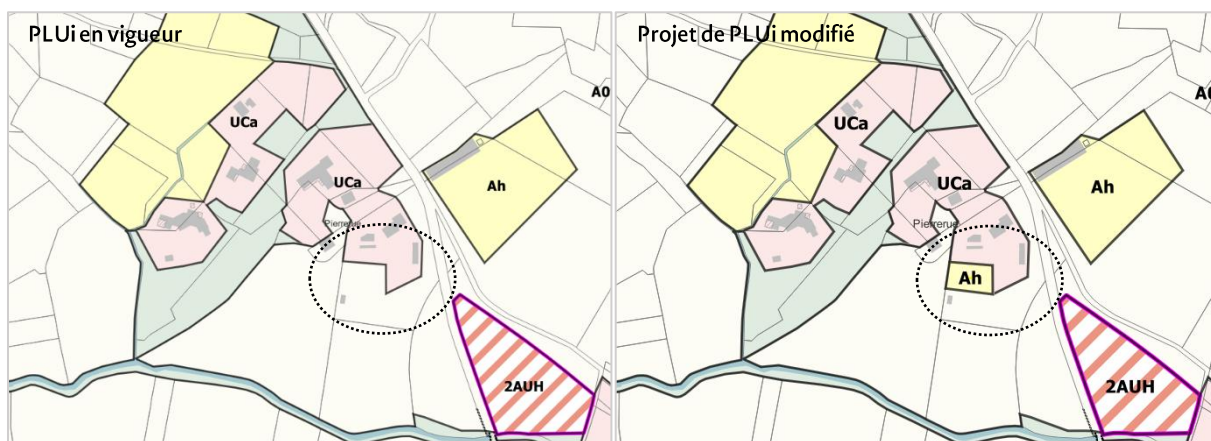 PLUi en vigueur
UCa
UCa
Pierrerue
Ah
A0
2AUH
Projet de PLUi modifié
UCa
UCa
Pierrerue
Ah
Ah
A0
2AUH